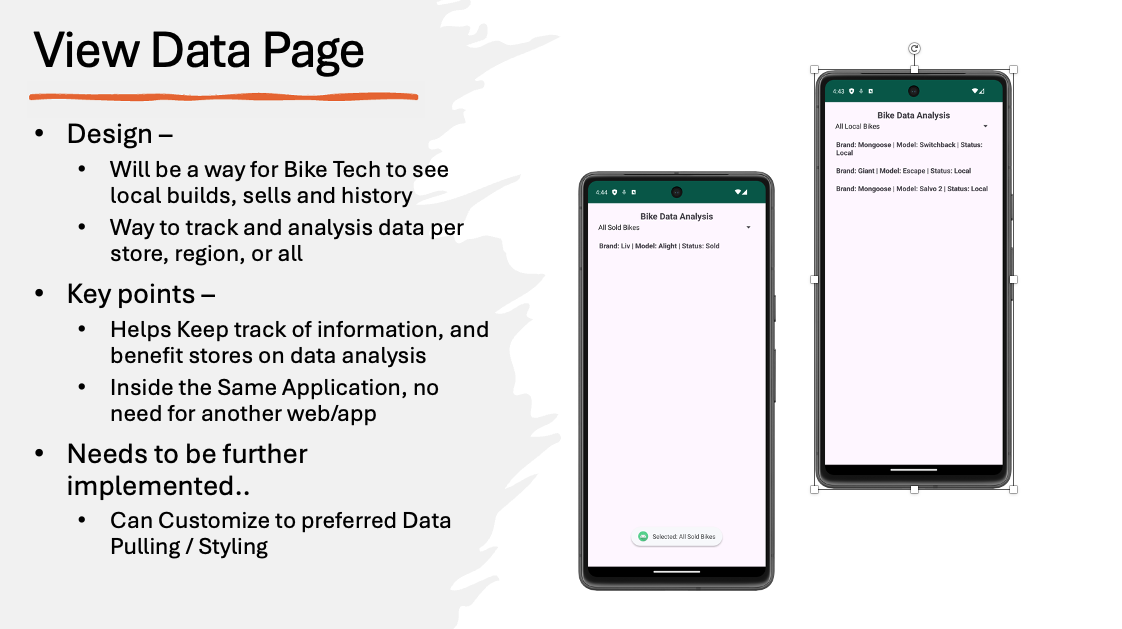 View Data Page
• Design –
• Will be a way for Bike Tech to see
local builds, sells and history
• Way to track and analysis data per
store, region, or all
• Key points –
• Helps Keep track of information, and
benefit stores on data analysis
• Inside the Same Application, no
need for another web/app
• Needs to be further
implemented..
• Can Customize to preferred Data
Pulling / Styling
4:44
Bike Data Analysis
All Sold Bikes
Brand: Liv | Model: Alight | Status: Sold
Selected: All Sold Bikes
4:43
Bike Data Analysis
All Local Bikes
Brand: Mongoose | Model: Switchback | Status:
Local
Brand: Giant | Model: Escape | Status: Local
Brand: Mongoose | Model: Salvo 2 | Status: Local